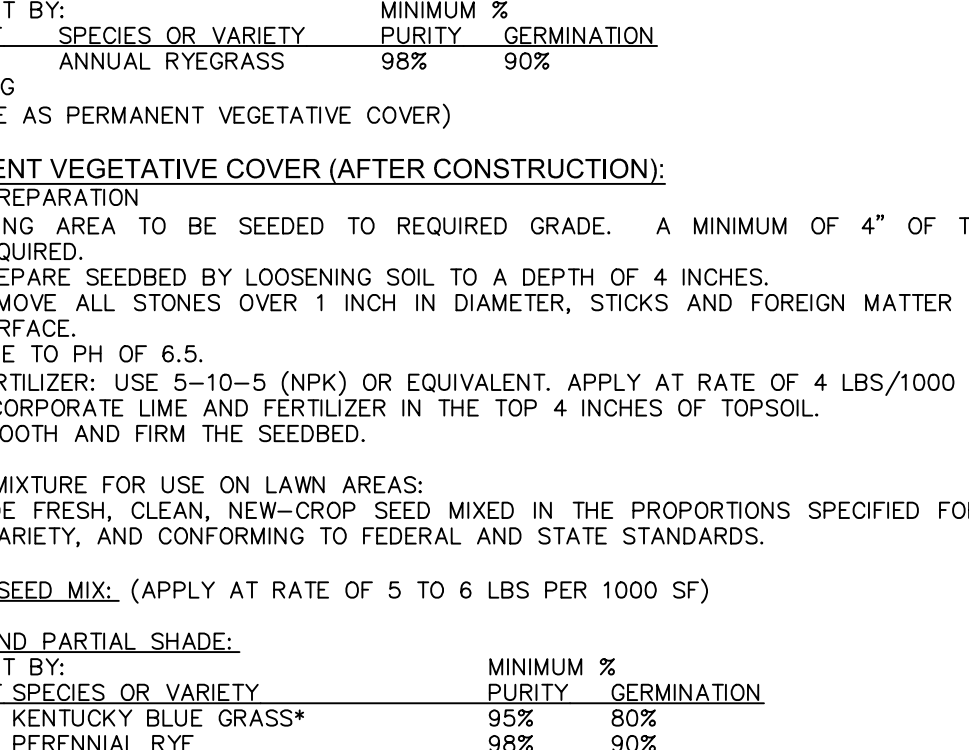 T BY: MINIMUM %
SPECIES OR VARIETY PURITY GERMINATION
ANNUAL RYEGRASS 98% 90%
G
E AS PERMANENT VEGETATIVE COVER)
ENT VEGETATIVE COVER (AFTER CONSTRUCTION):
REPARATION
NG AREA TO BE SEEDED TO REQUIRED GRADE. A MINIMUM OF 4” OF T
QUIRED.
EPARE SEEDBED BY LOOSENING SOIL TO A DEPTH OF 4 INCHES.
MOVE ALL STONES OVER 1 INCH IN DIAMETER, STICKS AND FOREIGN MATTER
RFACE.
E TO PH OF 6.5.
RTILIZER: USE 5–10–5 (NPK) OR EQUIVALENT. APPLY AT RATE OF 4 LBS/1000
CORPORATE LIME AND FERTILIZER IN THE TOP 4 INCHES OF TOPSOIL.
OOTH AND FIRM THE SEEDBED.
MIXTURE FOR USE ON LAWN AREAS:
DE FRESH, CLEAN, NEW–CROP SEED MIXED IN THE PROPORTIONS SPECIFIED FO
ARIETY, AND CONFORMING TO FEDERAL AND STATE STANDARDS.
SEED MIX: (APPLY AT RATE OF 5 TO 6 LBS PER 1000 SF)
ND PARTIAL SHADE:
T BY: MINIMUM %
T SPECIES OR VARIETY PURITY GERMINATION
KENTUCKY BLUE GRASS* 95% 80%
PERENNIAL RYE 98% 90%